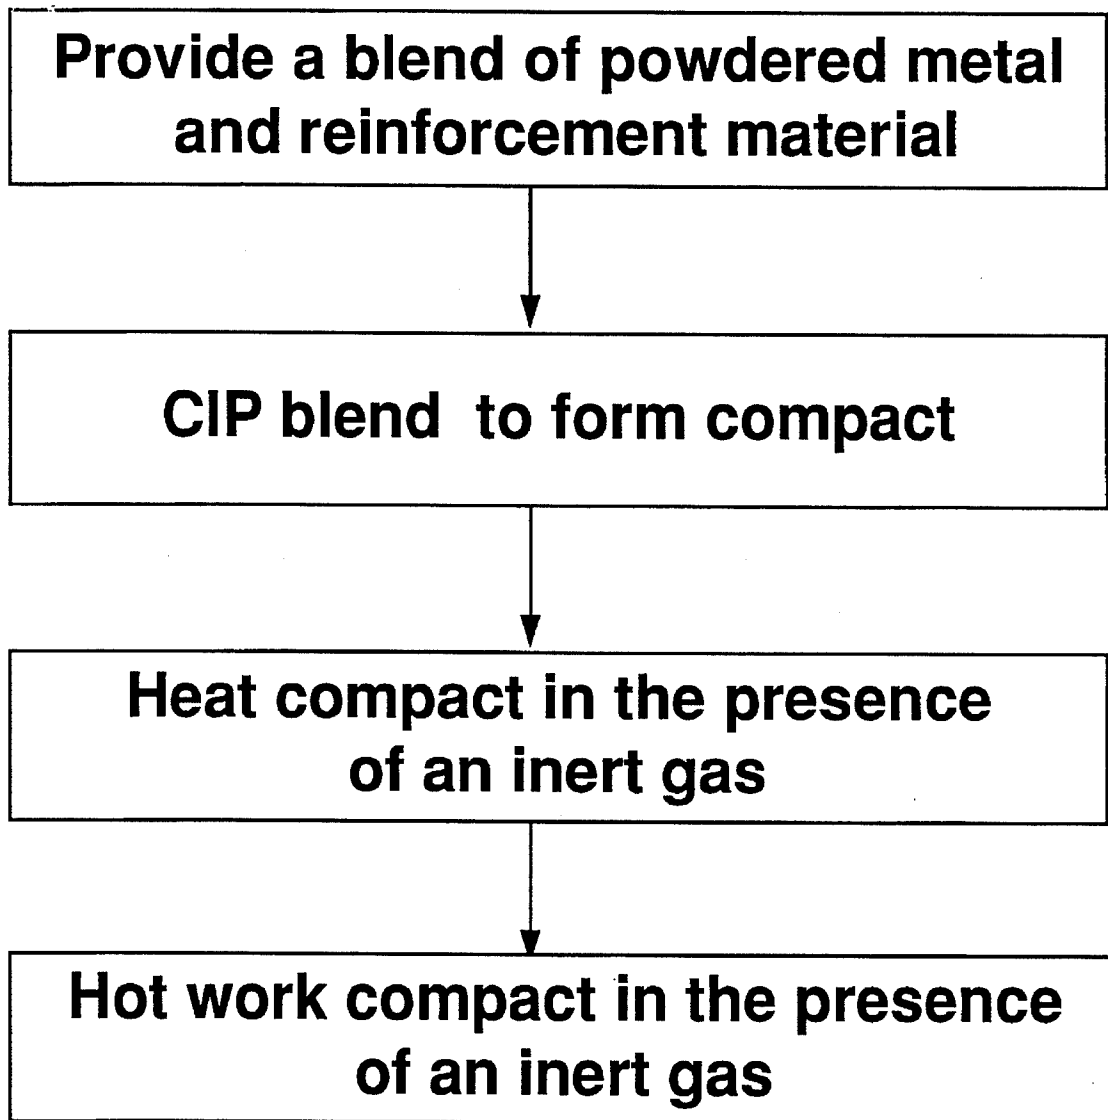 Provide a blend of powdered metal
and reinforcement material
CIP blend to form compact
Heat compact in the presence
of an inert gas
Hot work compact in the presence
of an inert gas